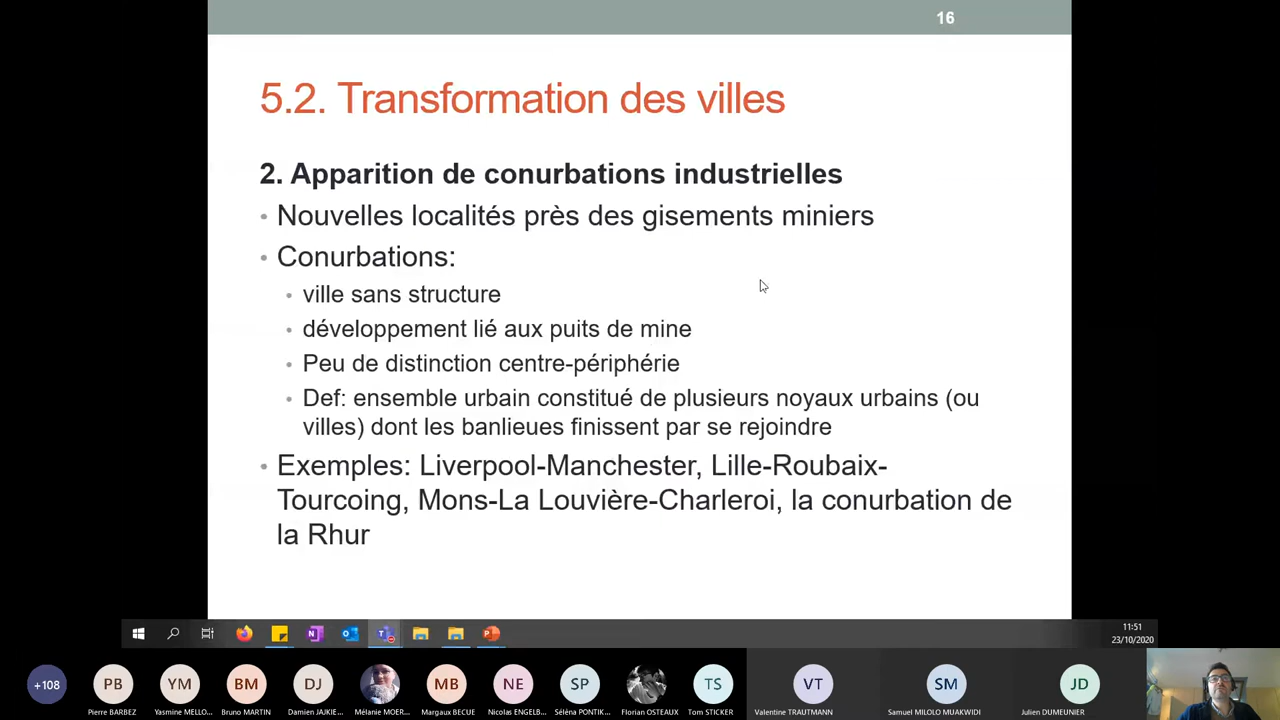 16
5.2. Transformation des villes
2. Apparition de conurbations industrielles
• Nouvelles localités près des gisements miniers
• Conurbations:
• ville sans structure
• développement lié aux puits de mine
• Peu de distinction centre-périphérie
• Def: ensemble urbain constitué de plusieurs noyaux urbains (ou
villes) dont les banlieues finissent par se rejoindre
• Exemples: Liverpool-Manchester, Lille-Roubaix-
Tourcoing, Mons-La Louvière-Charleroi, la conurbation de
la Rhur
11:51
23/10/2020
+108
PB
YM
BM
DJ
MB
NE
SP
TS
VT
SM
JD
Pierre BARBEZ
Yasmine MELLO...
Bruno MARTIN
Damien JAJKIE...
Mélanie MOER...
Margaux BECUE
Nicolas ENGELB...
Séléna PONTIK...
Florian OSTEAUX
Tom STICKER
Valentine TRAUTMANN
Samuel MILOLO MUAKWIDI
Julien DUMEUNIER